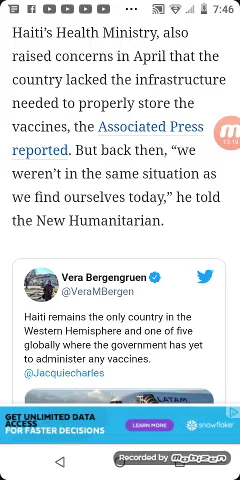 7:46
Haiti's Health Ministry, also
raised concerns in April that the
country lacked the infrastructure
needed to properly store the
vaccines, the Associated Press
reported. But back then, “we
weren't in the same situation as
we find ourselves today,” he told
the New Humanitarian.
Vera Bergengruen
@VeraMBergen
Haiti remains the only country in the
Western Hemisphere and one of five
globally where the government has yet
to administer any vaccines.
@Jacquiecharles
LATAM
GET UNLIMITED DATA
ACCESS
FOR FASTER DECISIONS
LEARN MORE
snowflake
Recorded by mobizen